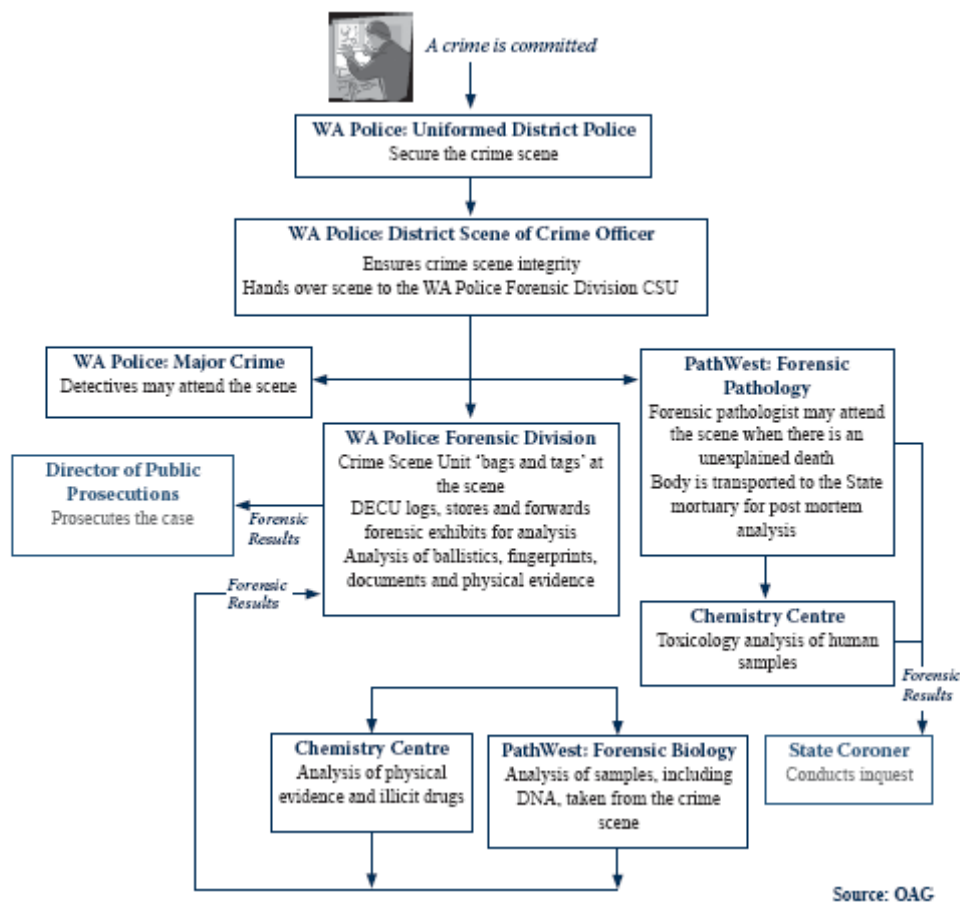 A crime is committed
WA Police: Uniformed District Police
Secure the crime scene
WA Police: District Scene of Crime Officer
Ensures crime scene integrity
Hands over scene to the WA Police Forensic Division CSU
WA Police: Major Crime
Detectives may attend the scene
PathWest: Forensic
Pathology
Forensic pathologist may attend
the scene when there is an
unexplained death
Body is transported to the State
mortuary for post mortem
analysis
WA Police: Forensic Division
Crime Scene Unit "bags and tags" at
the scene
DECU logs, stores and forwards
forensic exhibits for analysis
Analysis of ballistics, fingerprints,
documents and physical evidence
Director of Public
Prosecutions
Prosecutes the case
Forensic
Results
Forensic
Results
Chemistry Centre
Toxicology analysis of human
samples
Forensic
Results
Chemistry Centre
Analysis of physical
evidence and illicit drugs
PathWest: Forensic Biology
Analysis of samples, including
DNA, taken from the crime
scene
State Coroner
Conducts inquest
Source: OAG